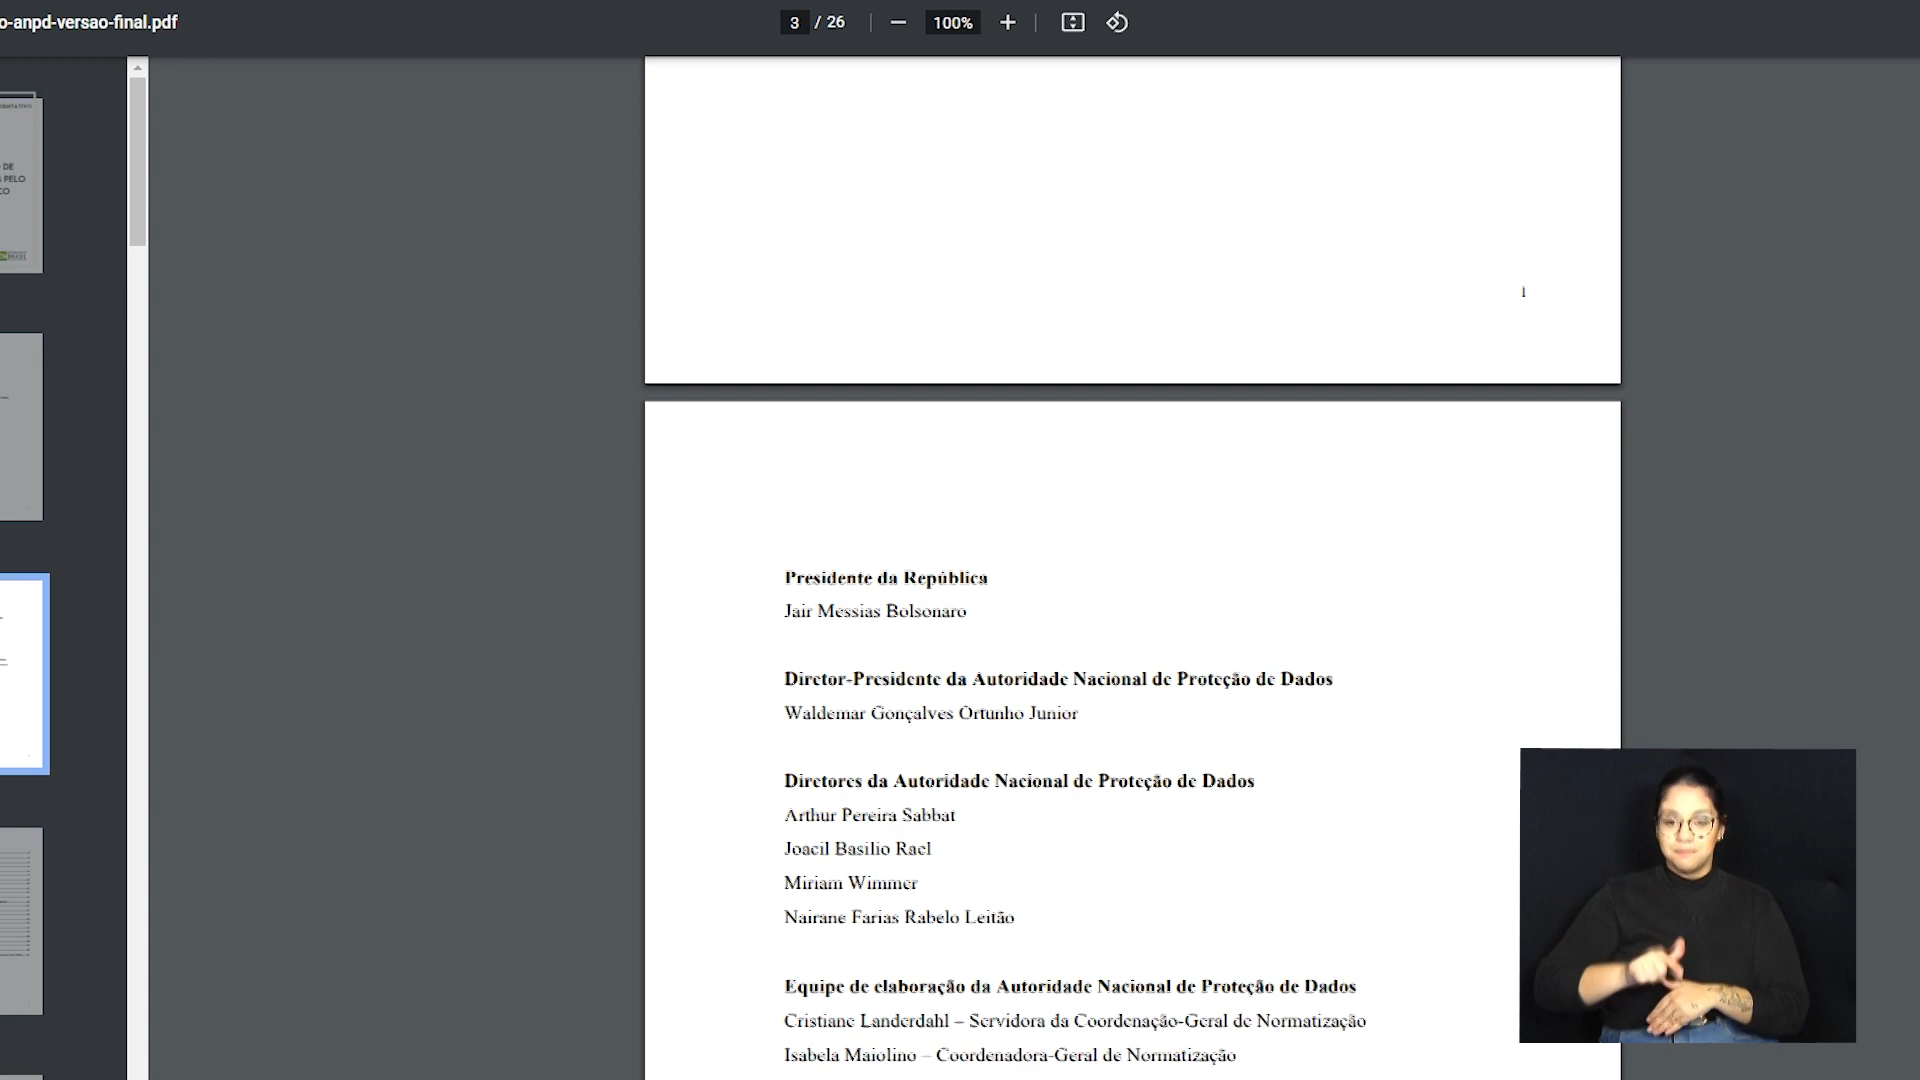 o-anpd-versao-final.pdf
3 / 26
100%
DE
PELO
CO
i
Presidente da República
Jair Messias Bolsonaro
Diretor-Presidente da Autoridade Nacional de Proteção de Dados
Waldemar Gonçalves Ortunho Junior
Diretores da Autoridade Nacional de Proteção de Dados
Arthur Pereira Sabbat
Joacil Basilio Rael
Miriam Wimmer
Nairane Farias Rabelo Leitão
Equipe de elaboração da Autoridade Nacional de Proteção de Dados
Cristiane Landerdahl – Servidora da Coordenação-Geral de Normatização
Isabela Maiolino – Coordenadora-Geral de Normatização